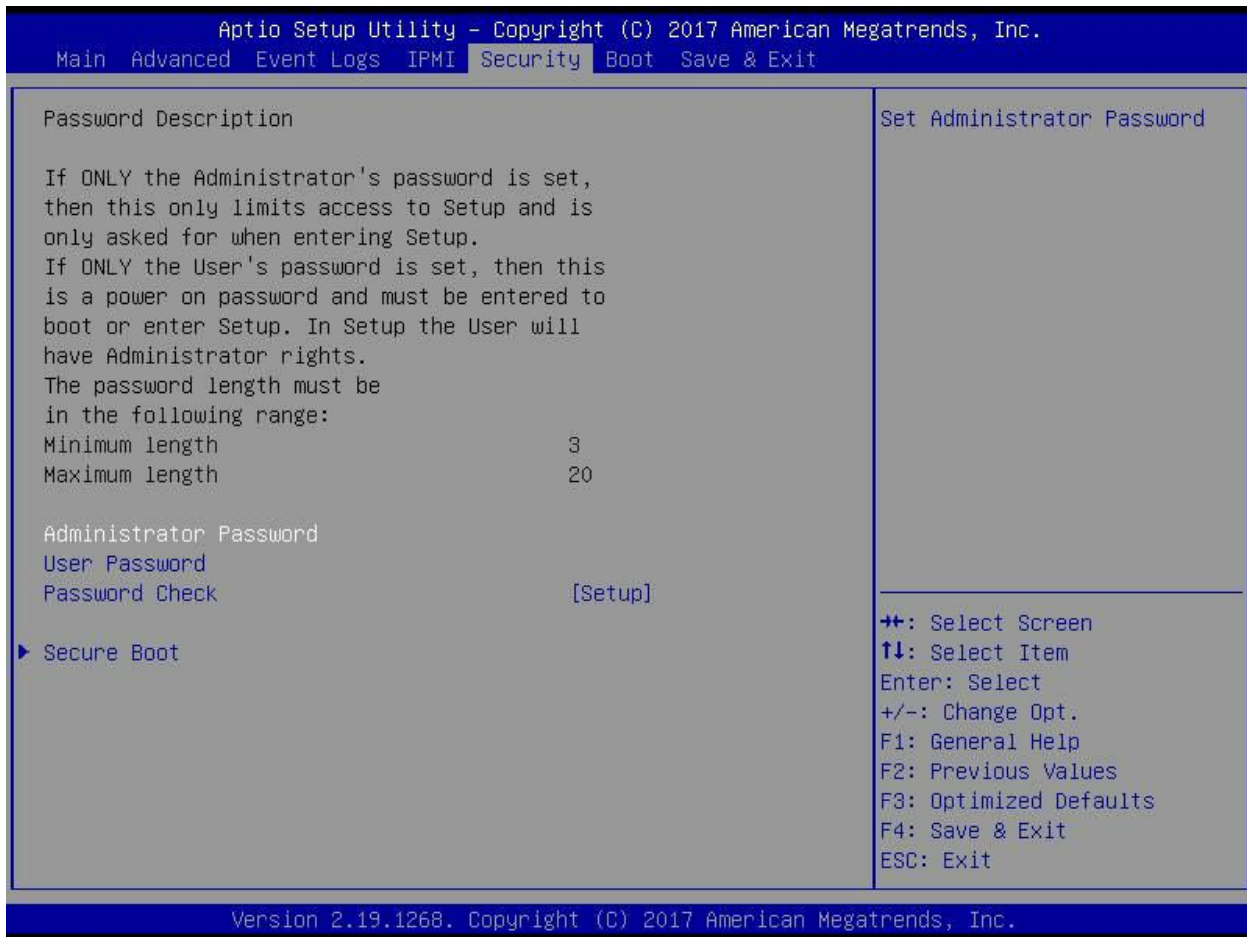 Aptio Setup Utility – Copyright (C) 2017 American Megatrends, Inc.
Main Advanced Event Logs IPMI Security Boot Save & Exit
Password Description
If ONLY the Administrator's password is set,
then this only limits access to Setup and is
only asked for when entering Setup.
If ONLY the User's password is set, then this
is a power on password and must be entered to
boot or enter Setup. In Setup the User will
have Administrator rights.
The password length must be
in the following range:
Minimum length 3
Maximum length 20
Administrator Password
User Password
Password Check [Setup]
▶ Secure Boot
Set Administrator Password
→←: Select Screen
↑↓: Select Item
Enter: Select
+/-: Change Opt.
F1: General Help
F2: Previous Values
F3: Optimized Defaults
F4: Save & Exit
ESC: Exit
Version 2.19.1268. Copyright (C) 2017 American Megatrends, Inc.